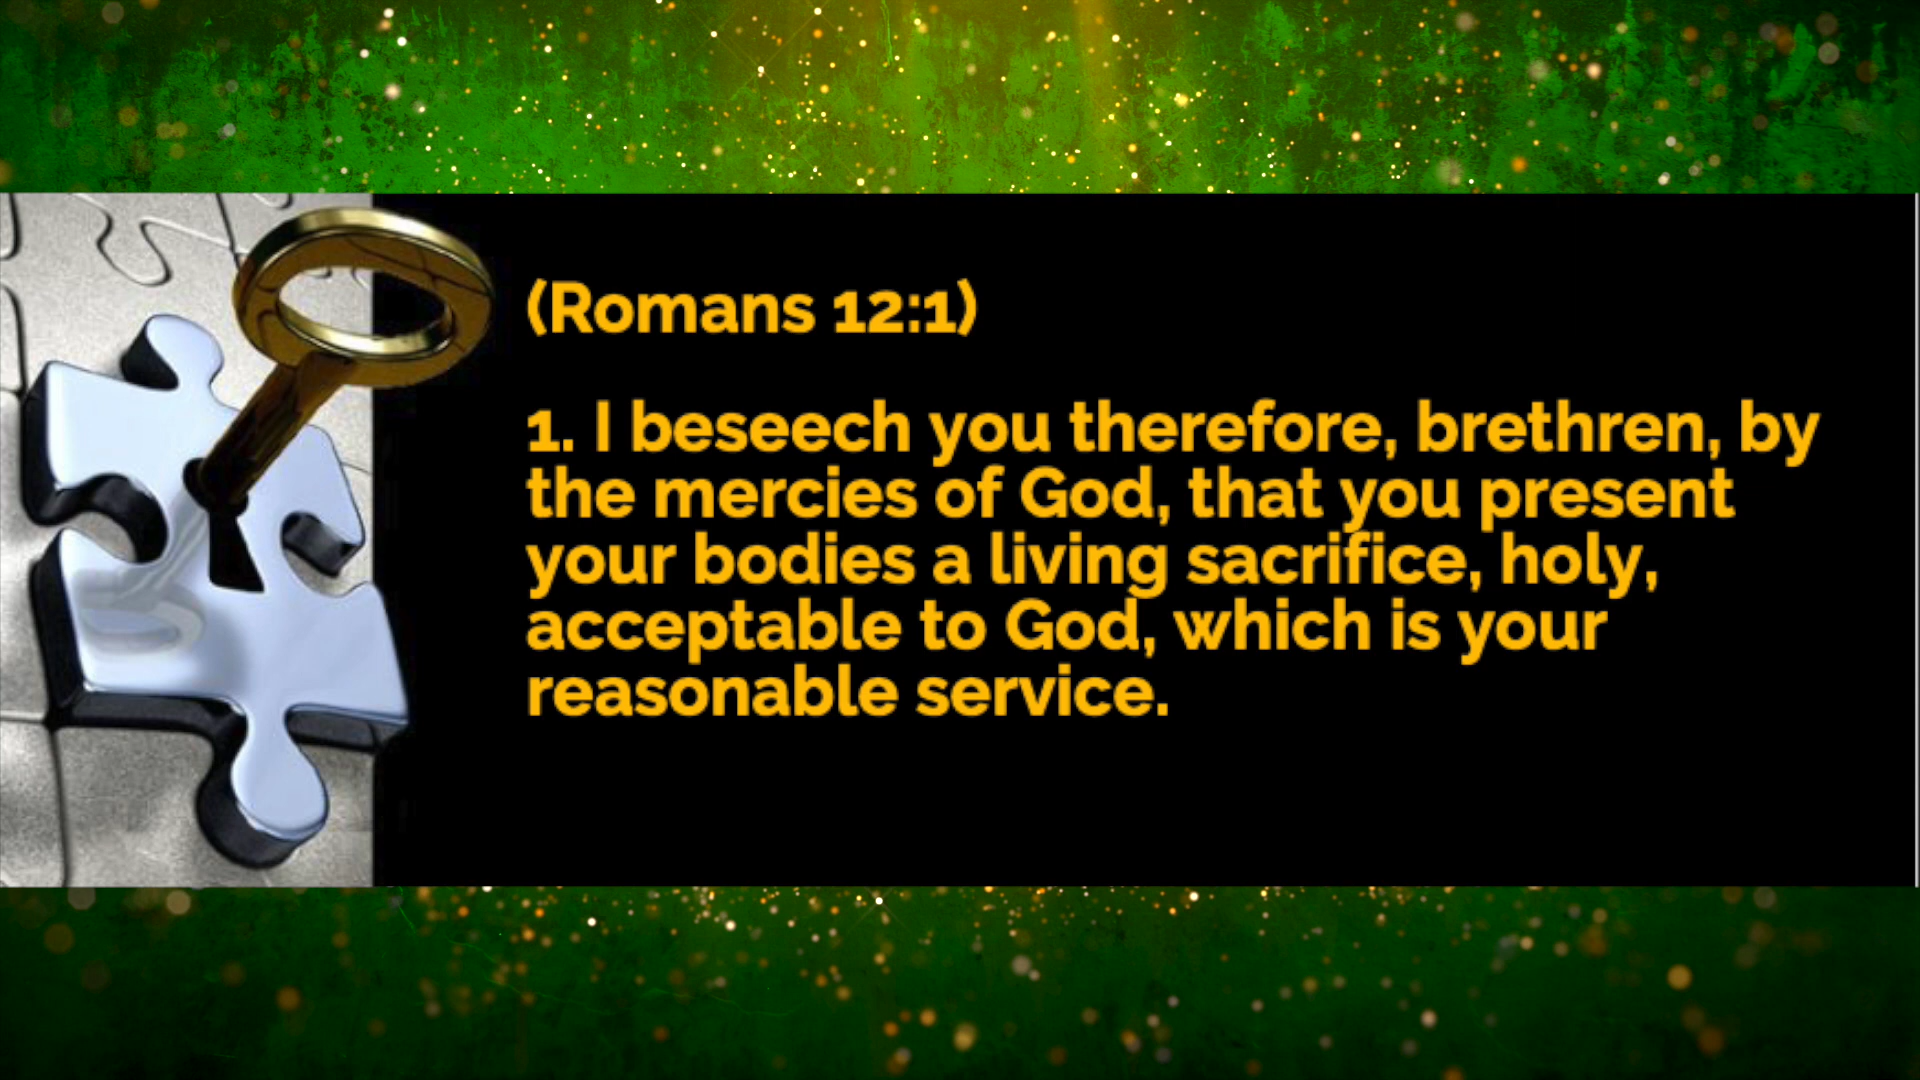 (Romans 12:1)
1. I beseech you therefore, brethren, by
the mercies of God, that you present
your bodies a living sacrifice, holy,
acceptable to God, which is your
reasonable service.